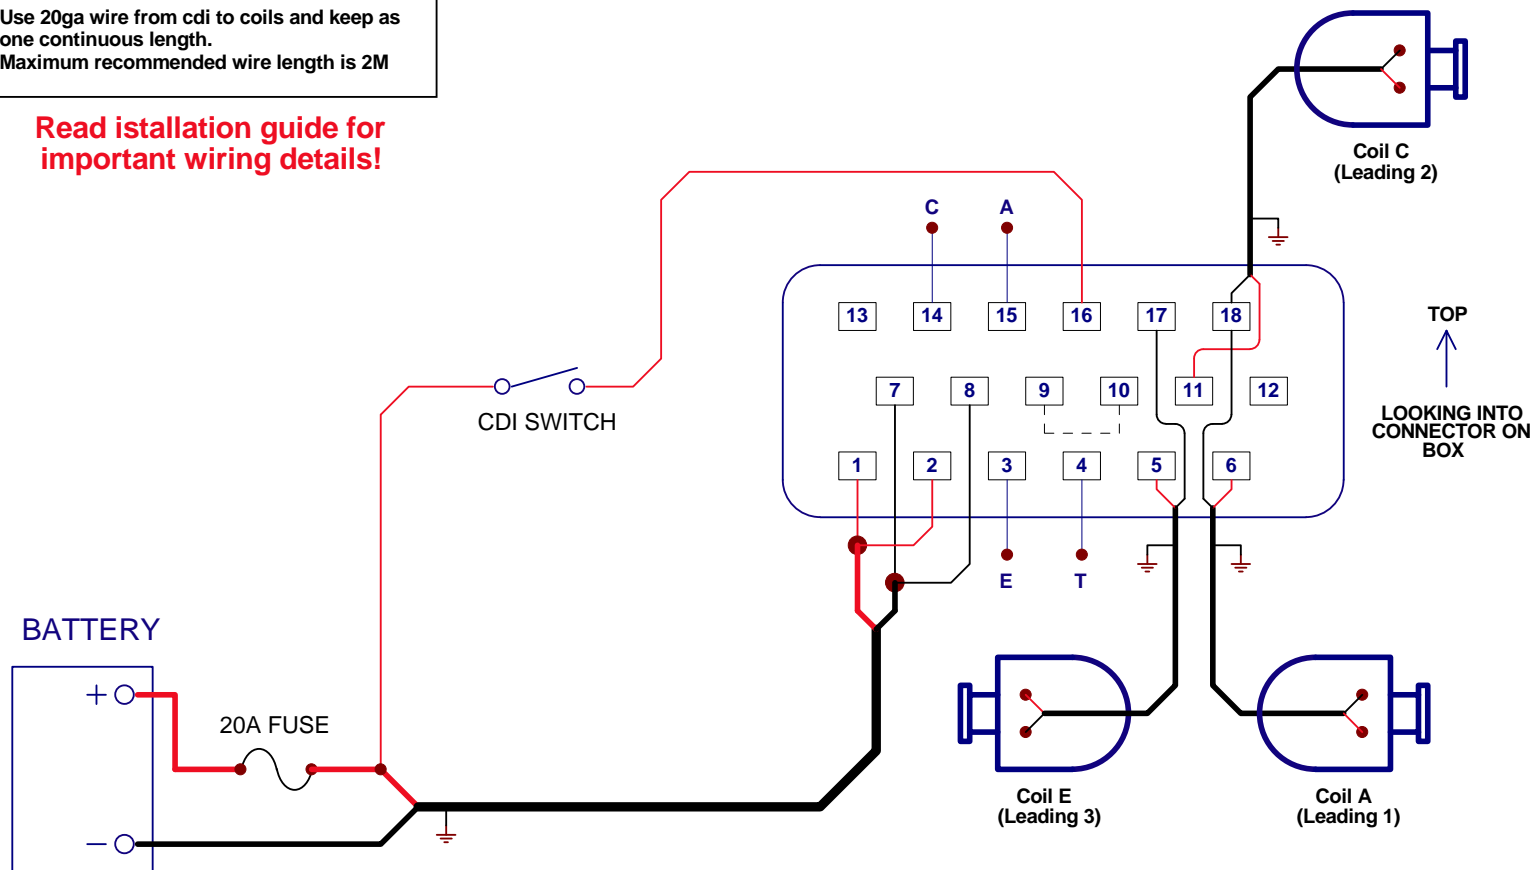 Use 20ga wire from cdi to coils and keep as
one continuous length.
Maximum recommended wire length is 2M
Read istallation guide for
important wiring details!
Coil C
(Leading 2)
C A
13 14 15 16 17 18
TOP
7 8 9 10 11 12
CDI SWITCH
LOOKING INTO
CONNECTOR ON
BOX
1 2 3 4 5 6
E T
BATTERY
+
20A FUSE
Coil E
(Leading 3)
Coil A
(Leading 1)
−